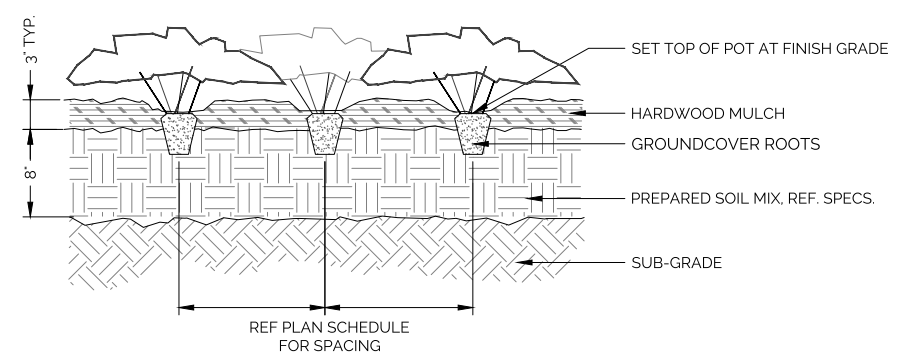 3" TYP.
8"
SET TOP OF POT AT FINISH GRADE
HARDWOOD MULCH
GROUNDCOVER ROOTS
PREPARED SOIL MIX, REF. SPECS.
SUB-GRADE
REF PLAN SCHEDULE
FOR SPACING